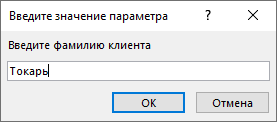 Введите значение параметра
?
Введите фамилию клиента
Токарь
ОК
Отмена